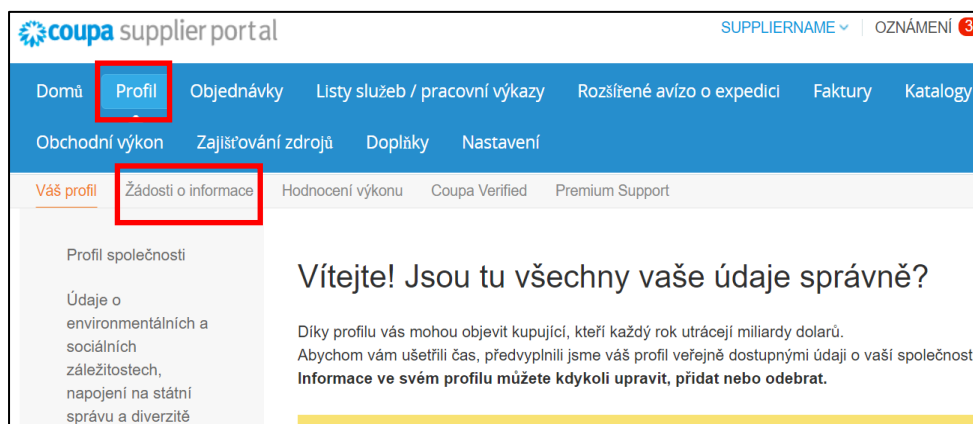 coupa supplier portal
SUPPLIERNAME OZNÁMENÍ 3
Domů Profil Objednávky Listy služeb / pracovní výkazy Rozšířené avízo o expedici Faktury Katalogy
Obchodní výkon Zajišťování zdrojů Doplňky Nastavení
Váš profil Žádosti o informace Hodnocení výkonu Coupa Verified Premium Support
Profil společnosti
Údaje o
environmentálních a
sociálních
záležitostech,
napojení na státní
správu a diverzitě
Vítejte! Jsou tu všechny vaše údaje správně?
Díky profilu vás mohou objevit kupující, kteří každý rok utrácejí miliardy dolarů.
Abychom vám ušetřili čas, předvyplnili jsme váš profil veřejně dostupnými údaji o vaší společnost
Informace ve svém profilu můžete kdykoli upravit, přidat nebo odebrat.